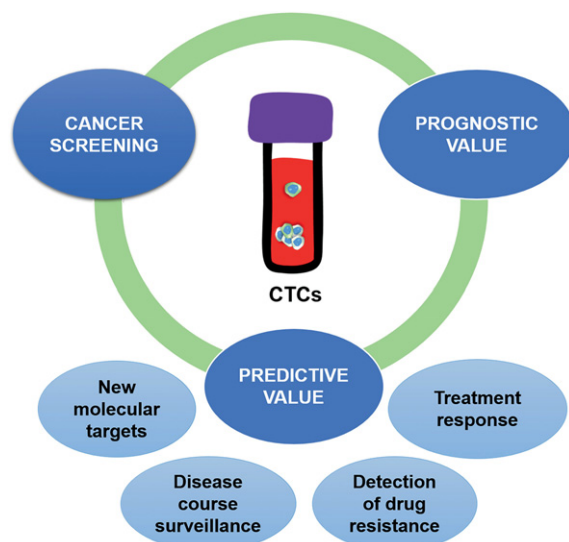 CANCER
SCREENING
PROGNOSTIC
VALUE
CTCs
PREDICTIVE
VALUE
New
molecular
targets
Treatment
response
Disease
course
surveillance
Detection
of drug
resistance